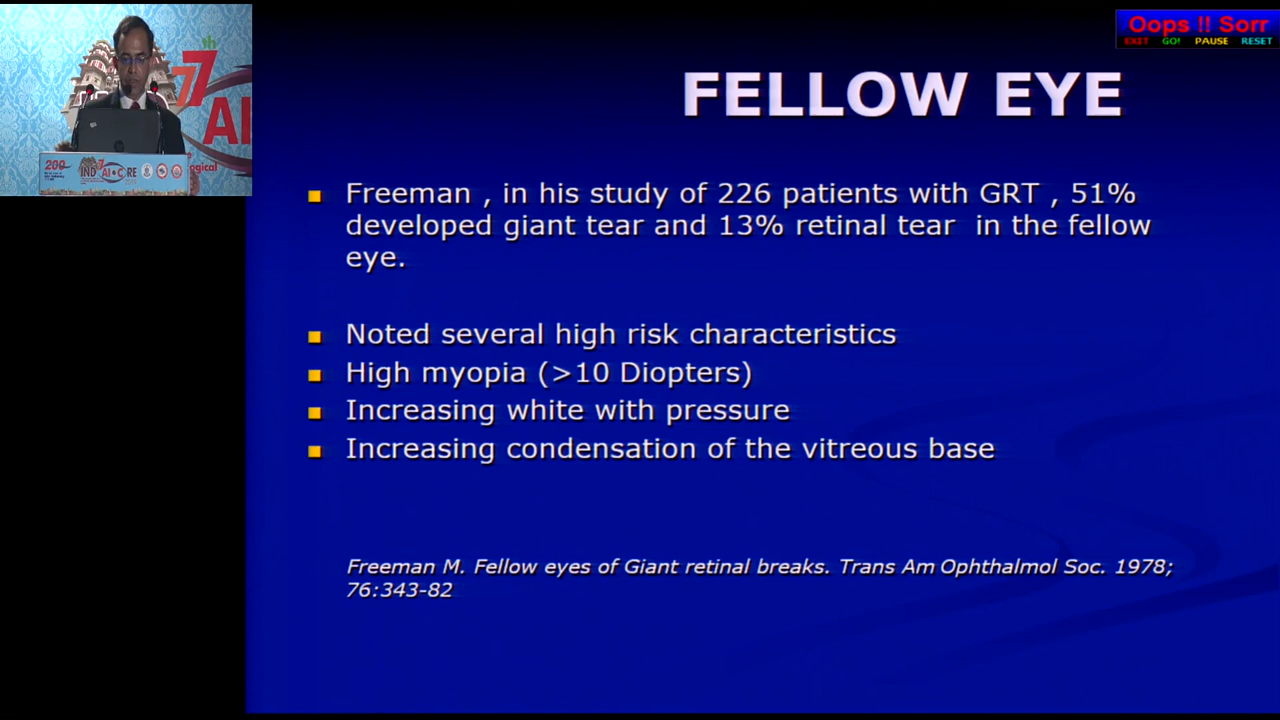 Oops !! Sorr
EXIT GO! PAUSE RESET
FELLOW EYE
Freeman , in his study of 226 patients with GRT , 51%
developed giant tear and 13% retinal tear in the fellow
eye.
Noted several high risk characteristics
High myopia (>10 Diopters)
Increasing white with pressure
Increasing condensation of the vitreous base
Freeman M. Fellow eyes of Giant retinal breaks. Trans Am Ophthalmol Soc. 1978;
76:343-82
77
AI